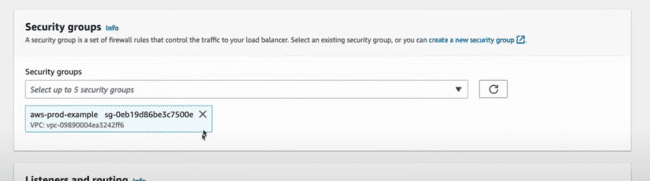 Security groups Info
A security group is a set of firewall rules that control the traffic to your load balancer. Select an existing security group, or you can create a new security group.
Security groups
Select up to 5 security groups
aws-prod-example sg-0eb19d86be3c7500e
VPC: vpc-09890004ea3242ff6
Listeners and routing Info